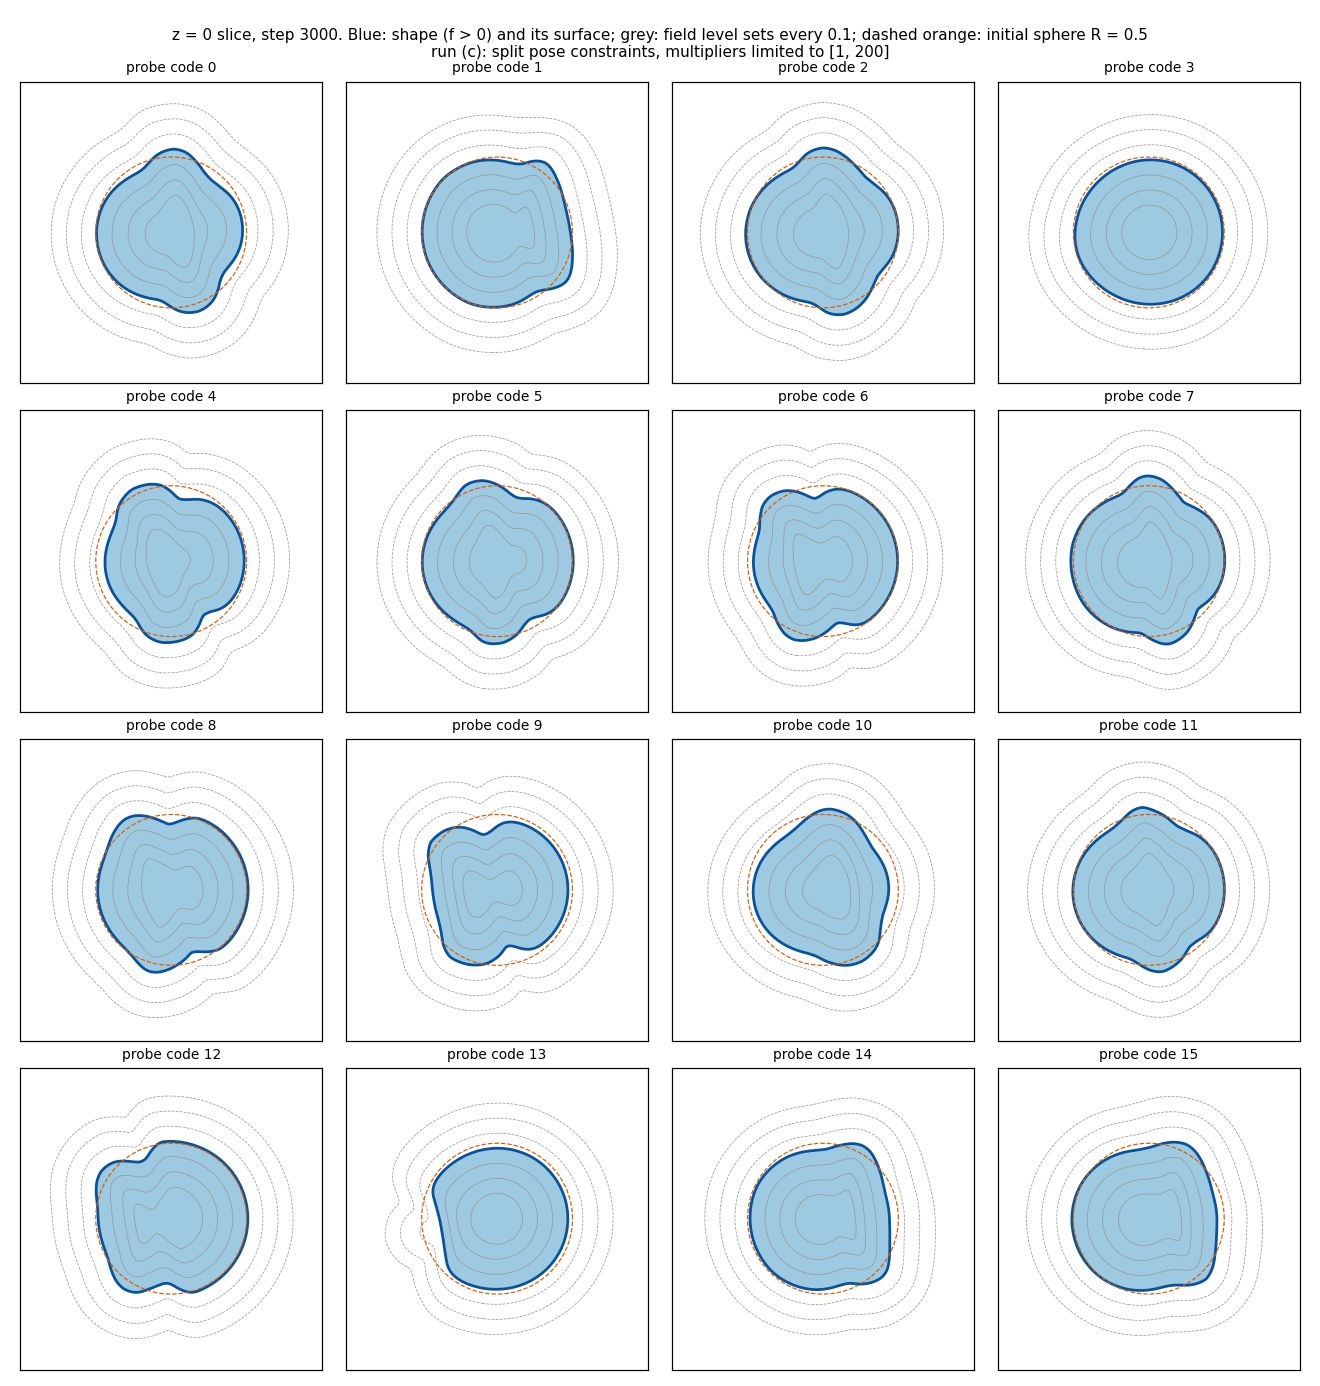 z = 0 slice, step 3000. Blue: shape (f > 0) and its surface; grey: field level sets every 0.1; dashed orange: initial sphere R = 0.5
run (c): split pose constraints, multipliers limited to [1, 200]
probe code 0
probe code 1
probe code 2
probe code 3
probe code 4
probe code 5
probe code 6
probe code 7
probe code 8
probe code 9
probe code 10
probe code 11
probe code 12
probe code 13
probe code 14
probe code 15